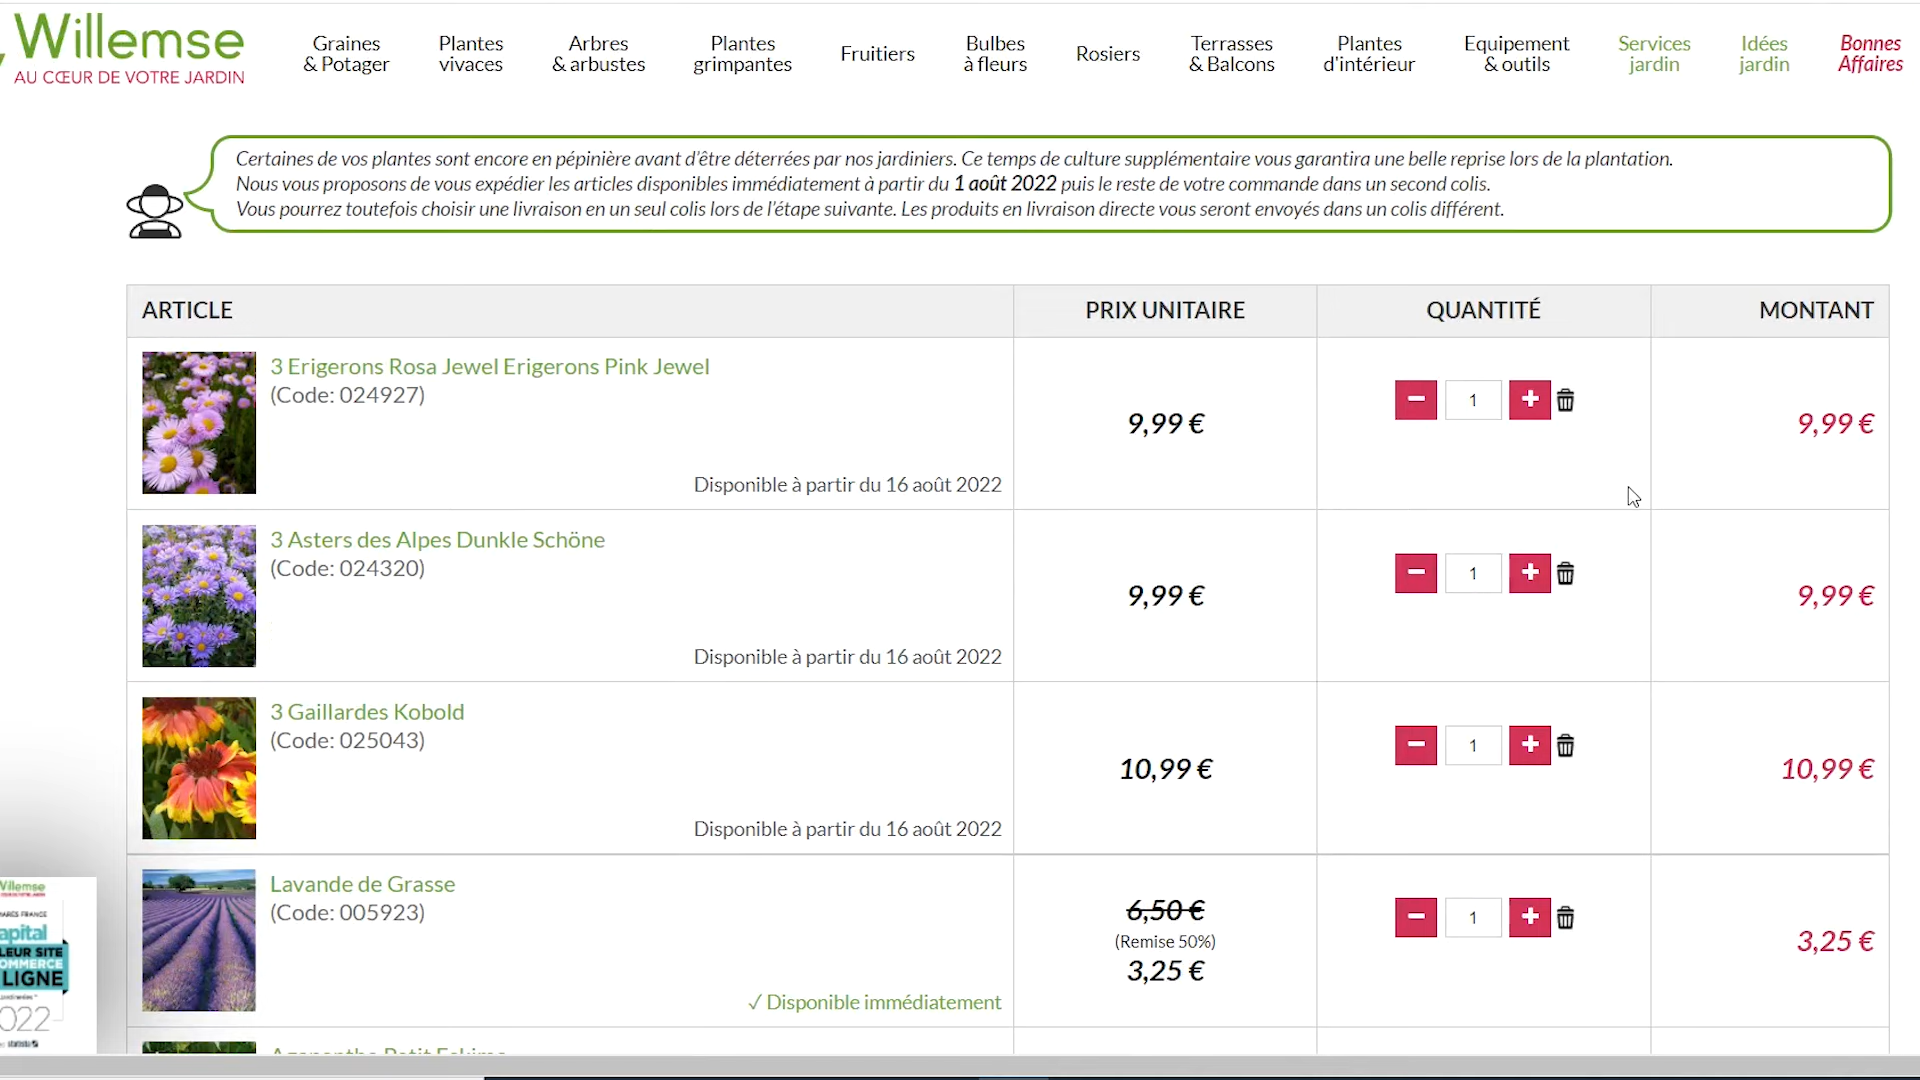 Willemse
AU CŒUR DE VOTRE JARDIN
Graines
& Potager
Plantes
vivaces
Arbres
& arbustes
Plantes
grimpantes
Fruitiers
Bulbes
à fleurs
Rosiers
Terrasses
& Balcons
Plantes
d'intérieur
Equipement
& outils
Services
jardin
Idées
jardin
Bonnes
Affaires
Certaines de vos plantes sont encore en pépinière avant d'être déterrées par nos jardiniers. Ce temps de culture supplémentaire vous garantira une belle reprise lors de la plantation.
Nous vous proposons de vous expédier les articles disponibles immédiatement à partir du 1 août 2022 puis le reste de votre commande dans un second colis.
Vous pourrez toutefois choisir une livraison en un seul colis lors de l'étape suivante. Les produits en livraison directe vous seront envoyés dans un colis différent.
ARTICLE PRIX UNITAIRE QUANTITÉ MONTANT
3 Erigerons Rosa Jewel Erigerons Pink Jewel
(Code: 024927)
Disponible à partir du 16 août 2022
9,99 €
1
9,99 €
3 Asters des Alpes Dunkle Schöne
(Code: 024320)
Disponible à partir du 16 août 2022
9,99 €
1
9,99 €
3 Gaillardes Kobold
(Code: 025043)
Disponible à partir du 16 août 2022
10,99 €
1
10,99 €
Lavande de Grasse
(Code: 005923)
✓ Disponible immédiatement
6,50 €
(Remise 50%)
3,25 €
1
3,25 €
Willemse
apital
LEUR SITE
OMMERCE
LIGNE
022
statista